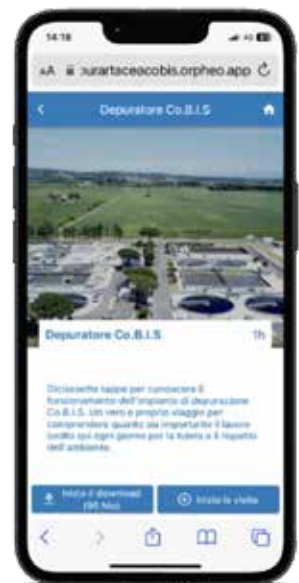 14:18
AA purartaceacobis.orpheo.app
Depuratore Co.B.I.S
Depuratore Co.B.I.S 1h
Diciassette tappe per conoscere il
funzionamento dell'impianto di depurazione
Co.B.I.S. Un vero e proprio viaggio per
comprendere quanto sia importante il lavoro
svolto qui ogni giorno per la tutela e il rispetto
dell'ambiente.
Inizia il download
(95 Mo)
Inizia la visita